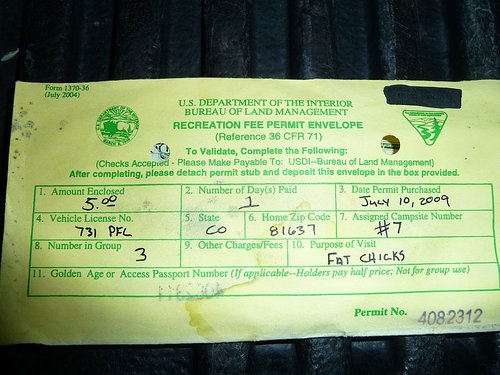 Form 1370-36
(July 2004)
U.S. DEPARTMENT OF THE INTERIOR
BUREAU OF LAND MANAGEMENT
RECREATION FEE PERMIT ENVELOPE
(Reference 36 CFR 71)
To Validate, Complete the Following:
(Checks Accepted - Please Make Payable To: USDI--Bureau of Land Management)
After completing, please detach permit stub and deposit this envelope in the box provided.
1. Amount Enclosed 2. Number of Day(s) Paid 3. Date Permit Purchased
5.00 1 JULY 10, 2009
4. Vehicle License No. 5. State 6. Home Zip Code 7. Assigned Campsite Number
731 PFL CO 81637 #7
8. Number in Group 9. Other Charges/Fees 10. Purpose of Visit
3 FAT CHICKS
11. Golden Age or Access Passport Number (If applicable--Holders pay half price; Not for group use)
Permit No. 4082312